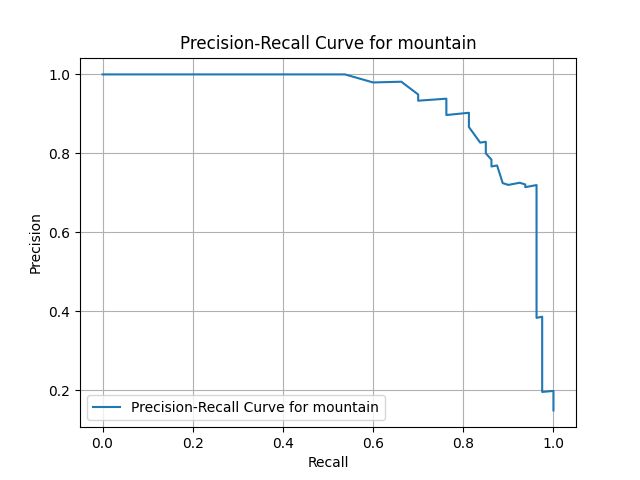 Precision-Recall Curve for mountain
1.0
0.8
0.6
0.4
0.2
Precision
Precision-Recall Curve for mountain
0.0 0.2 0.4 0.6 0.8 1.0
Recall